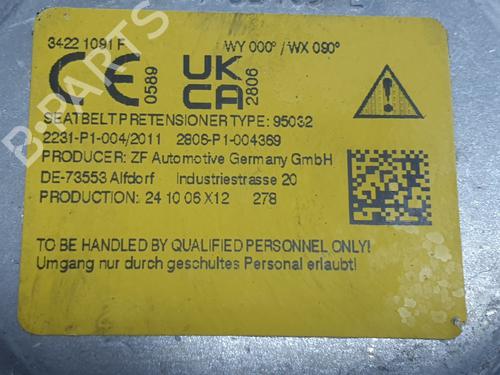 34221091F WY 000° / WX 090°
CE 0589 UK CA 2806
SEATBELT PRETENSIONER TYPE: 95032
2231-P1-004/2011 2806-P1-004369
PRODUCER: ZF Automotive Germany GmbH
DE-73553 Alfdorf Industriestrasse 20
PRODUCTION: 24 10 06 X12 278
TO BE HANDLED BY QUALIFIED PERSONNEL ONLY!
Umgang nur durch geschultes Personal erlaubt!
B-Parts